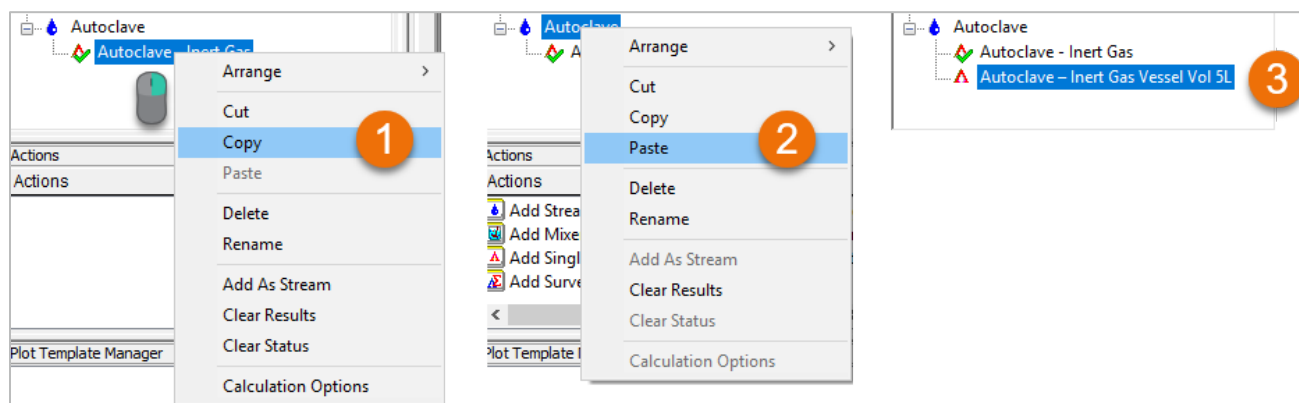 Autoclave
Autoclave - Inert Gas
Arrange
Cut
Copy
1
Paste
Delete
Rename
Add As Stream
Clear Results
Clear Status
Calculation Options
Actions
Actions
Plot Template Manager
Autoclave
A
Arrange
Cut
Copy
Paste
2
Delete
Rename
Add As Stream
Clear Results
Clear Status
Calculation Options
Actions
Actions
Add Strea
Add Mixe
Add Singl
Add Surve
Plot Template
Autoclave
Autoclave - Inert Gas
Autoclave – Inert Gas Vessel Vol 5L
3